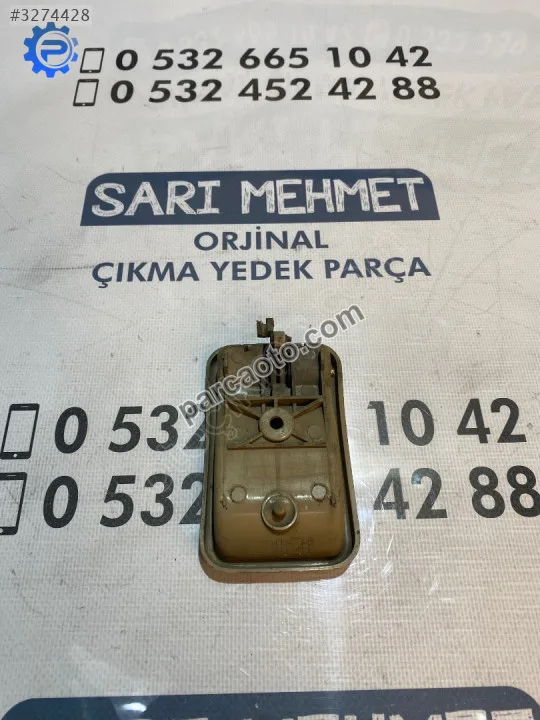 #3274428
0 532 665 10 42
0 532 452 42 88
SARI MEHMET
ORJİNAL
ÇIKMA YEDEK PARÇA
parcaoto.com
0 532
10 42
0 532
42 88